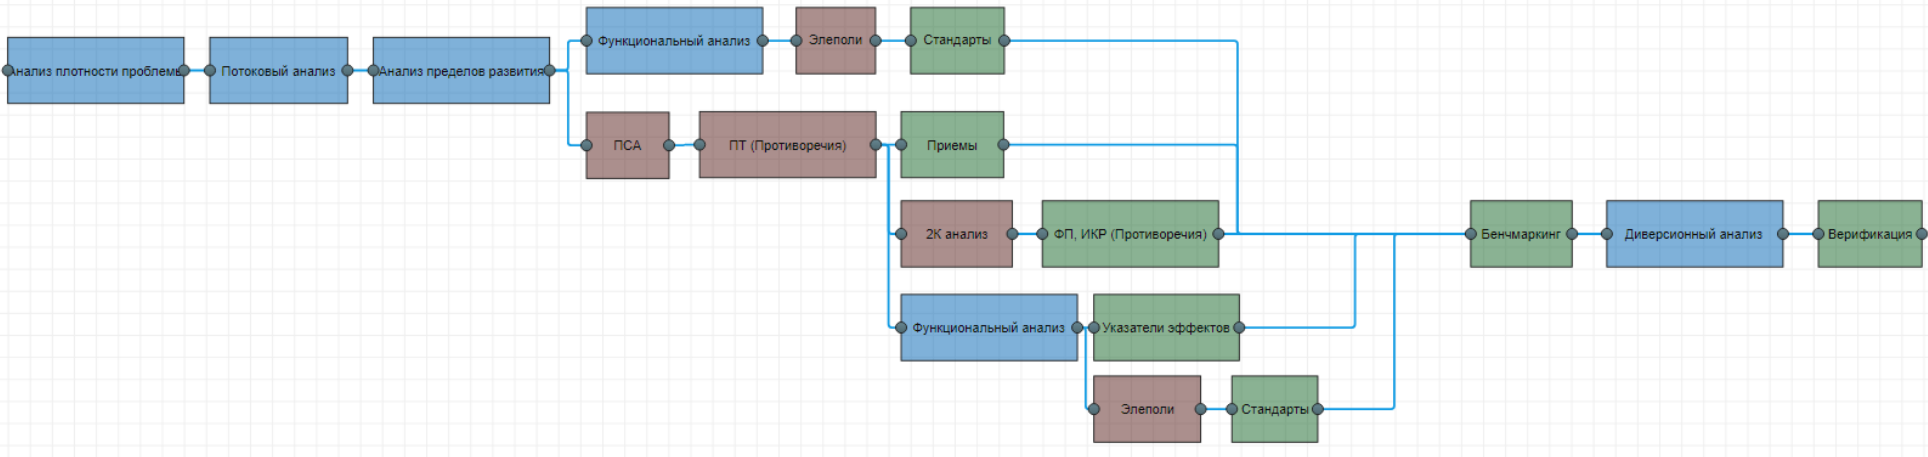 Анализ плотности проблемы
Потоковый анализ
Анализ пределов развития
Функциональный анализ
Элеполи
Стандарты
ПСА
ПТ (Противоречия)
Приемы
2К анализ
ФП, ИКР (Противоречия)
Функциональный анализ
Указатели эффектов
Элеполи
Стандарты
Бенчмаркинг
Диверсионный анализ
Верификация